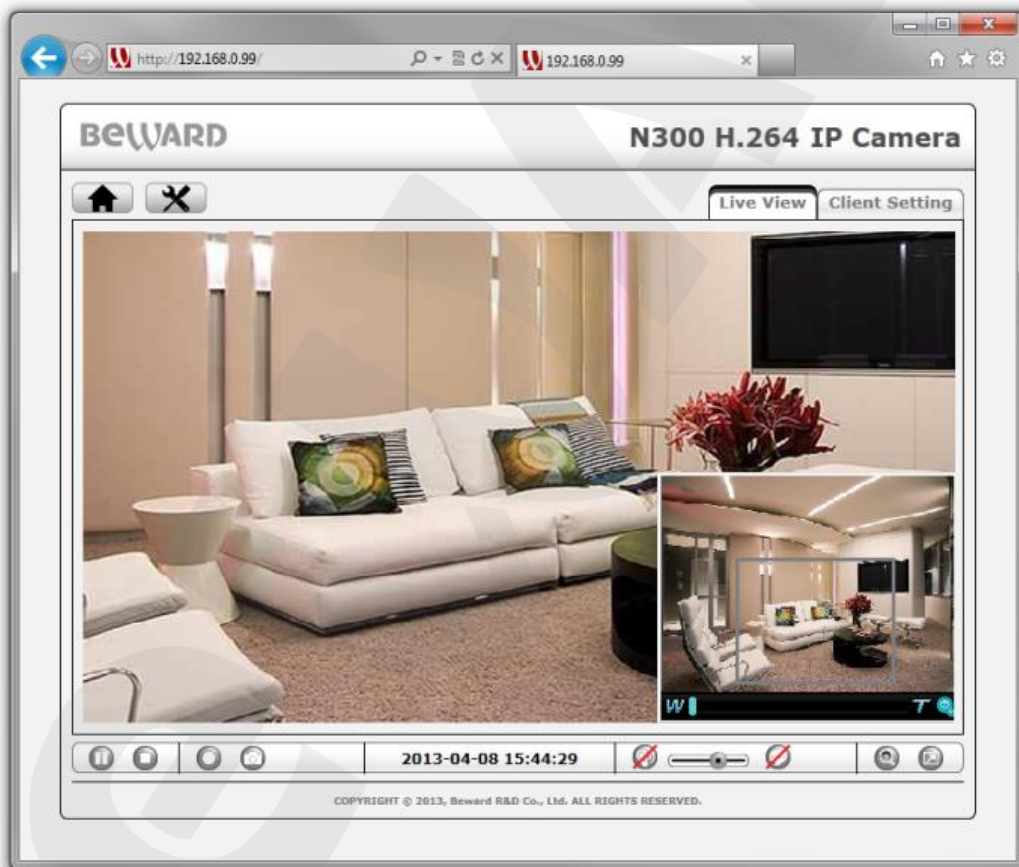 http://192.168.0.99/
192.168.0.99
BEWARD
N300 H.264 IP Camera
Live View
Client Setting
W
T
2013-04-08 15:44:29
COPYRIGHT © 2013, Beward R&D Co., Ltd. ALL RIGHTS RESERVED.